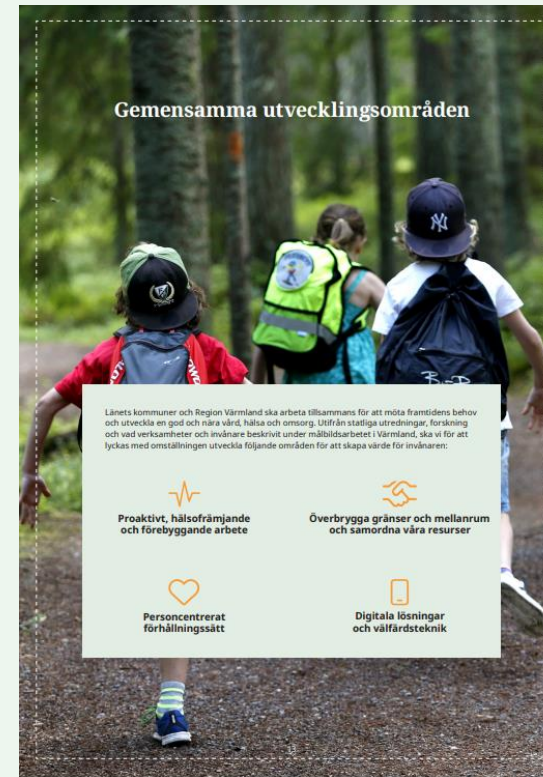 Gemensamma utvecklingsområden
Länets kommuner och Region Värmland ska arbeta tillsammans för att möta framtidens behov
och utveckla en god och nära vård, hälsa och omsorg. Utifrån statliga utredningar, forskning
och vad verksamheter och invånare beskrivit under målbildsarbetet i Värmland, ska vi för att
lyckas med omställningen utveckla följande områden för att skapa värde för invånaren:
Proaktivt, hälsofrämjande
och förebyggande arbete
Överbrygga gränser och mellanrum
och samordna våra resurser
Personcentrerat
förhållningssätt
Digitala lösningar
och välfärdsteknik